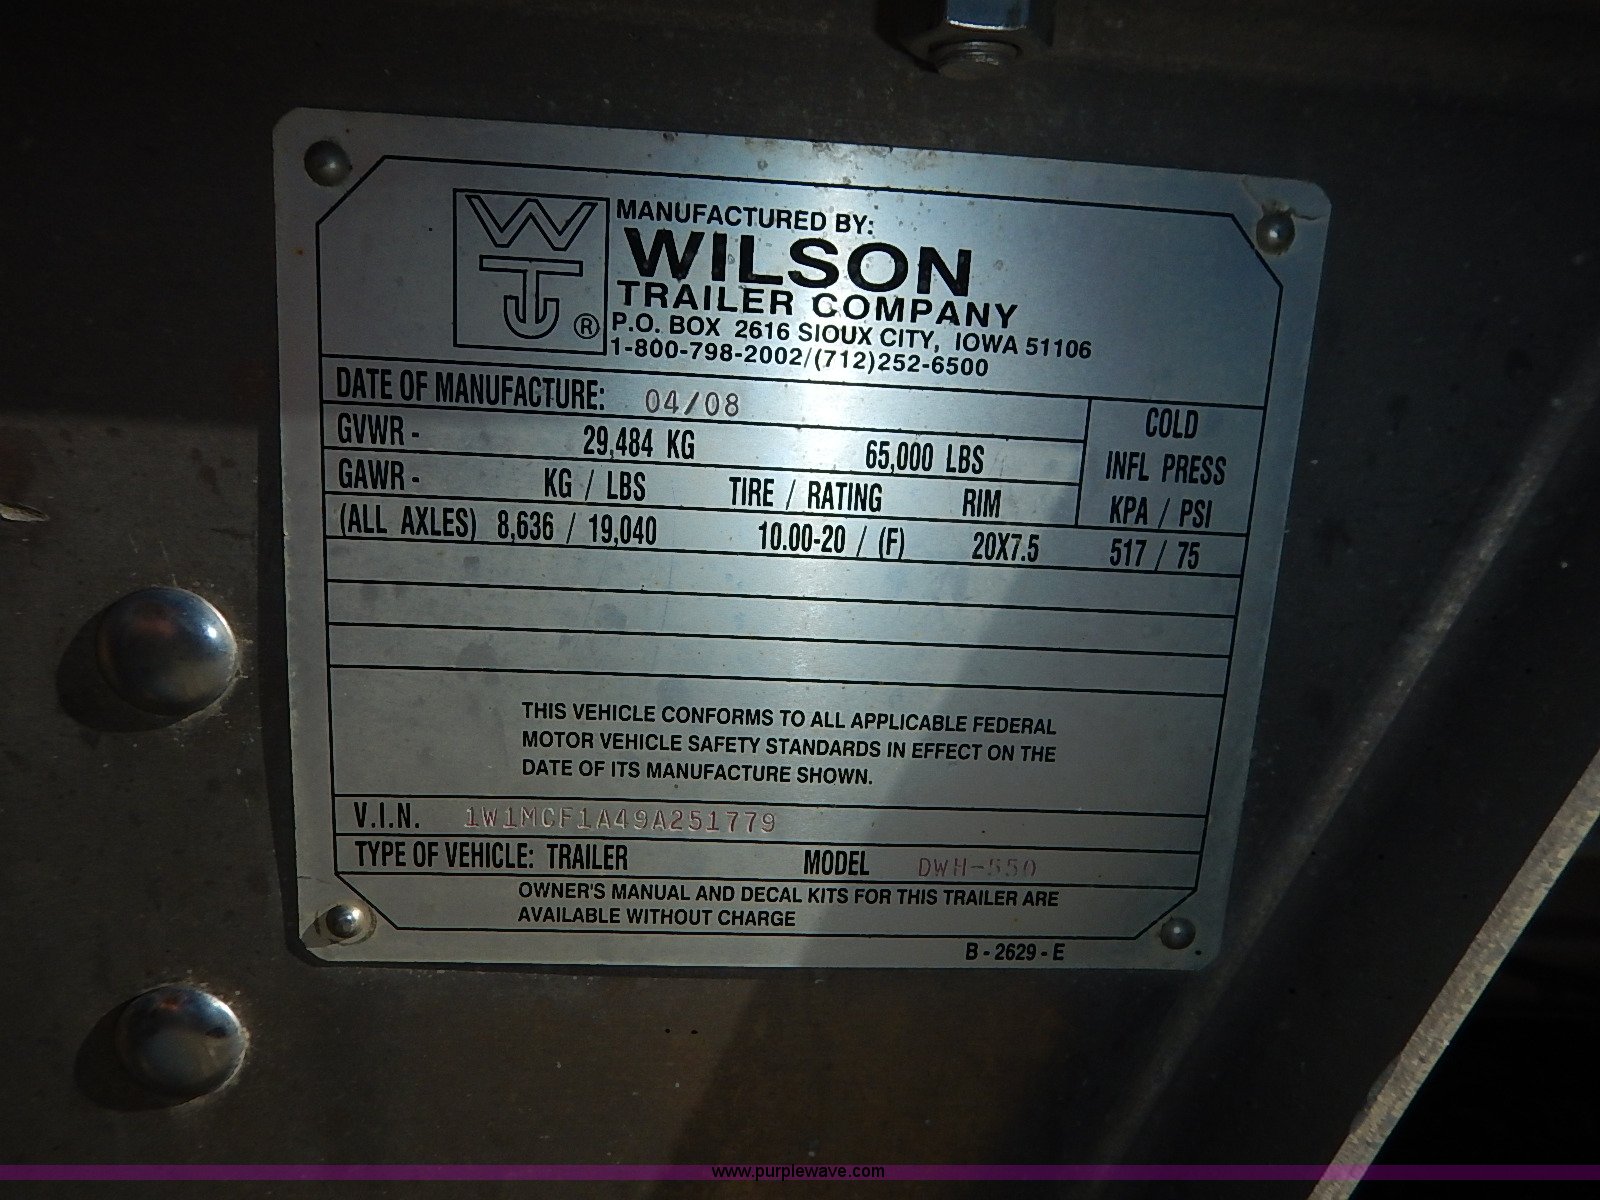 MANUFACTURED BY:
WILSON
TRAILER COMPANY
®
P.O. BOX 2616 SIOUX CITY, IOWA 51106
1-800-798-2002/(712)252-6500
DATE OF MANUFACTURE: 04/08
GVWR - 29,484 KG 65,000 LBS
COLD
INFL PRESS
KPA / PSI
GAWR - KG / LBS TIRE / RATING RIM
(ALL AXLES) 8,636 / 19,040 10.00-20 / (F) 20X7.5 517 / 75
THIS VEHICLE CONFORMS TO ALL APPLICABLE FEDERAL
MOTOR VEHICLE SAFETY STANDARDS IN EFFECT ON THE
DATE OF ITS MANUFACTURE SHOWN.
V.I.N. 1W1MCF1A49A251779
TYPE OF VEHICLE: TRAILER MODEL DWH-550
OWNER'S MANUAL AND DECAL KITS FOR THIS TRAILER ARE
AVAILABLE WITHOUT CHARGE
B - 2629 - E
www.purplewave.com